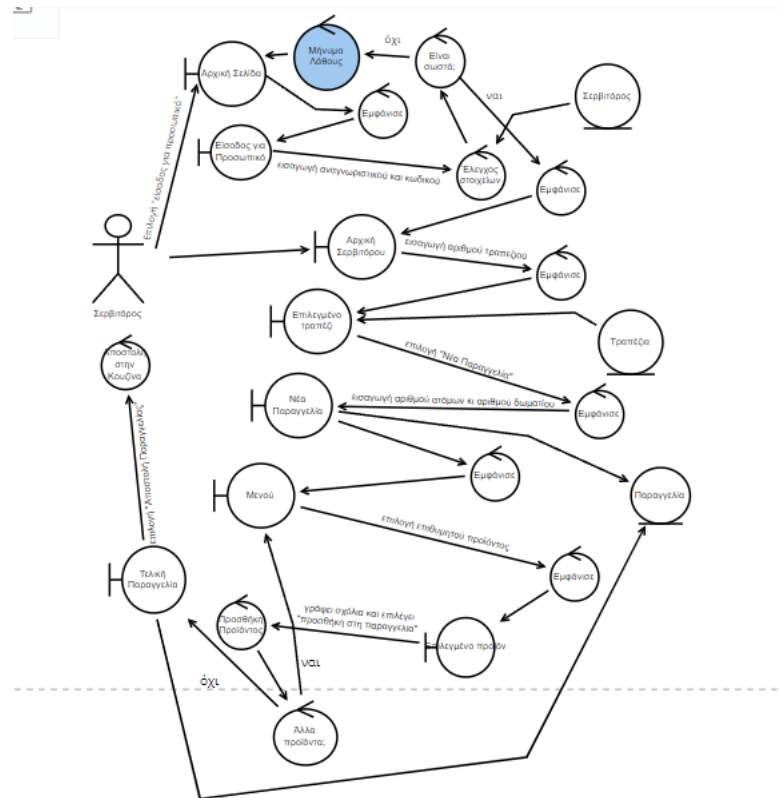 Μήνυμα
Λάθους
όχι
Είναι
σωστά;
Αρχική Σελίδα
ναι
Σερβιτόρος
Εμφάνισε
Επιλογή "είσοδος για προσωπικό"
Είσοδος για
Προσωπικό
εισαγωγή αναγνωριστικού και κωδικού
Έλεγχος
στοιχείων
Εμφάνισε
Αρχική
Σερβιτόρου
εισαγωγή αριθμού τραπεζιού
Εμφάνισε
Σερβιτόρος
Επιλεγμένο
τραπέζι
Τραπέζια
επιλογή "Νέα Παραγγελία"
Αποστολή
στην
Κουζίνα
Νέα
Παραγγελία
εισαγωγή αριθμού ατόμων κι αριθμού δωματίου
Εμφάνισε
Εμφάνισε
επιλογή "Αποστολή Παραγγελίας"
Μενού
Παραγγελία
επιλογή επιθυμητού προϊόντος
Τελική
Παραγγελία
Εμφάνισε
γράφει σχόλια και επιλέγει
"προσθήκη στη παραγγελία"
Προσθήκη
Προϊόντος
Επιλεγμένο προϊόν
ναι
όχι
Άλλα
προϊόντα;